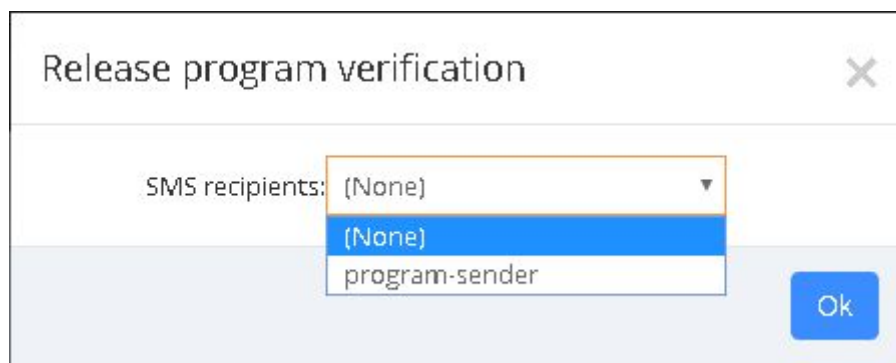 Release program verification
SMS recipients: (None)
(None)
program-sender
Ok